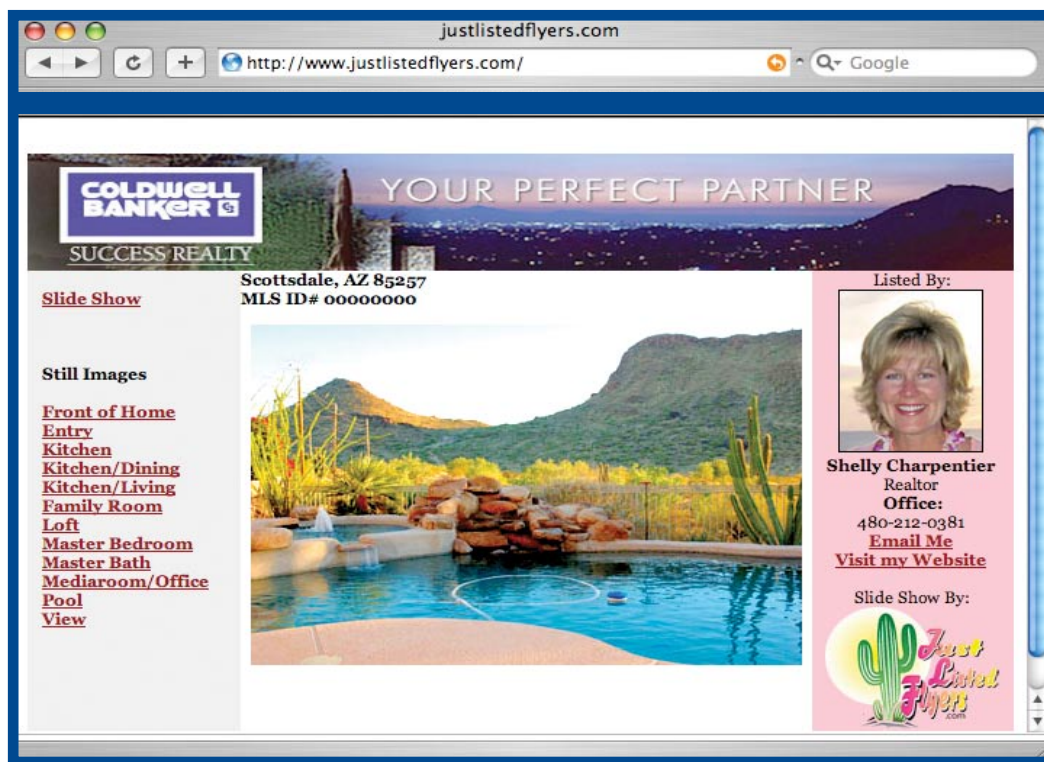 justlistedflyers.com
http://www.justlistedflyers.com/
Google
COLDWELL
BANKER
SUCCESS REALTY
YOUR PERFECT PARTNER
Slide Show
Still Images
Front of Home
Entry
Kitchen
Kitchen/Dining
Kitchen/Living
Family Room
Loft
Master Bedroom
Master Bath
Mediaroom/Office
Pool
View
Scottsdale, AZ 85257
MLS ID# 00000000
Listed By:
Shelly Charpentier
Realtor
Office:
480-212-0381
Email Me
Visit my Website
Slide Show By:
Just
Listed
Flyers
.com